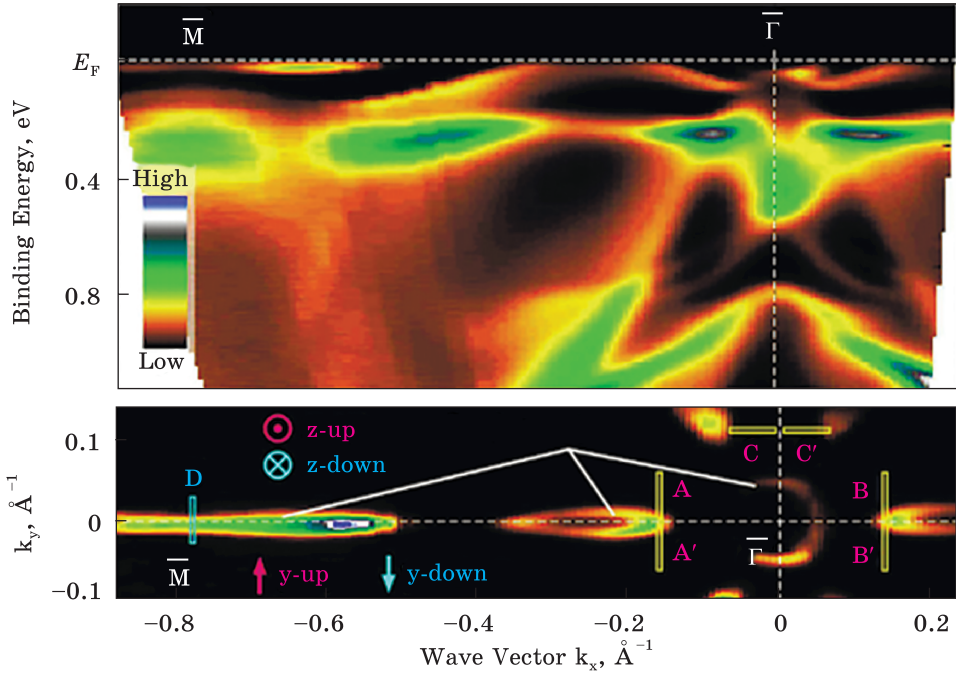 M̅ Γ̅
E_F
0.4
0.8
Binding Energy, eV
High
Low
z-up
z-down
D
C C′
A B
A′ B′
M̅ Γ̅
y-up y-down
0.1
0
−0.1
k_y, Å⁻¹
−0.8 −0.6 −0.4 −0.2 0 0.2
Wave Vector k_x, Å⁻¹